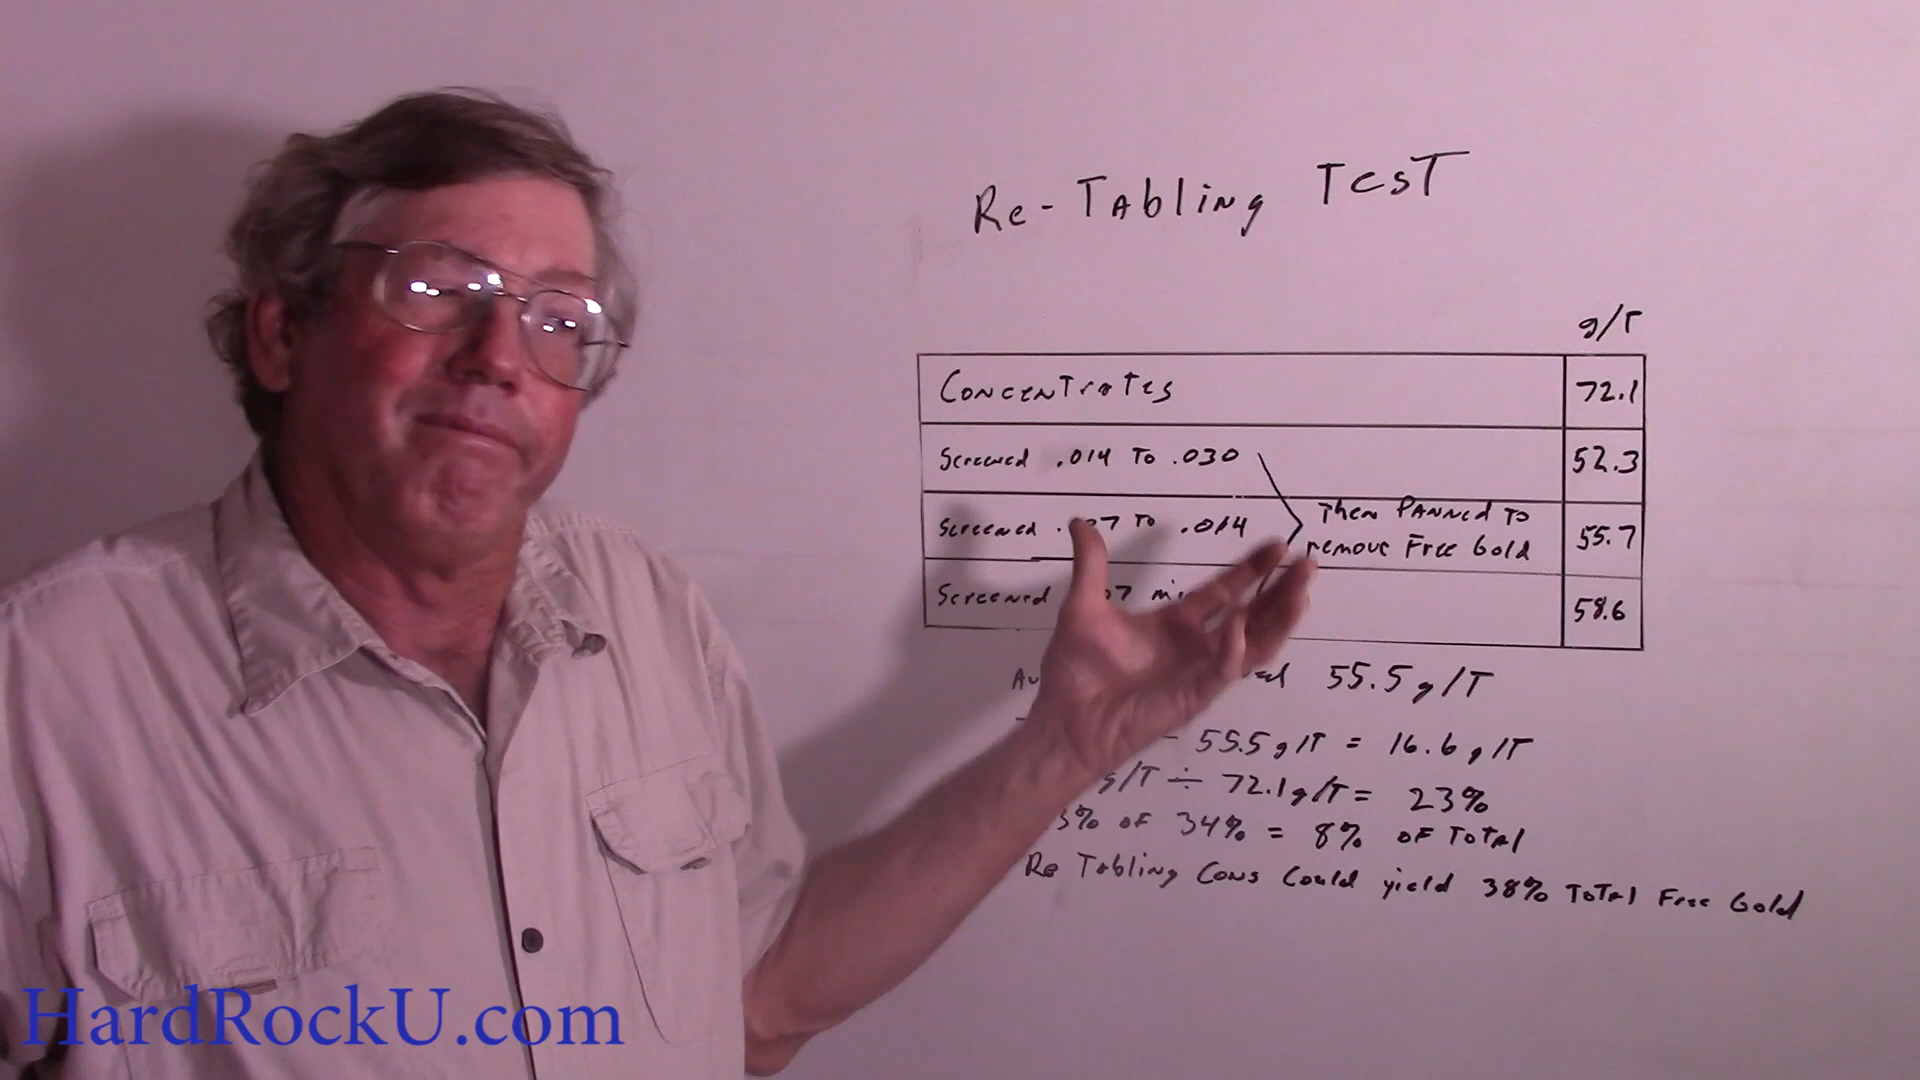 Re-Tabling Test
g/T
Concentrates 72.1
Screened .014 To .030 52.3
Then Panned to
Screened To .014 55.7
remove Free Gold
Screened 58.6
55.5 g/T
55.5 g/T = 16.6 g/T
g/T ÷ 72.1 g/T = 23%
% of 34% = 8% of Total
Re Tabling Cons Could yield 38% Total Free Gold
HardRockU.com